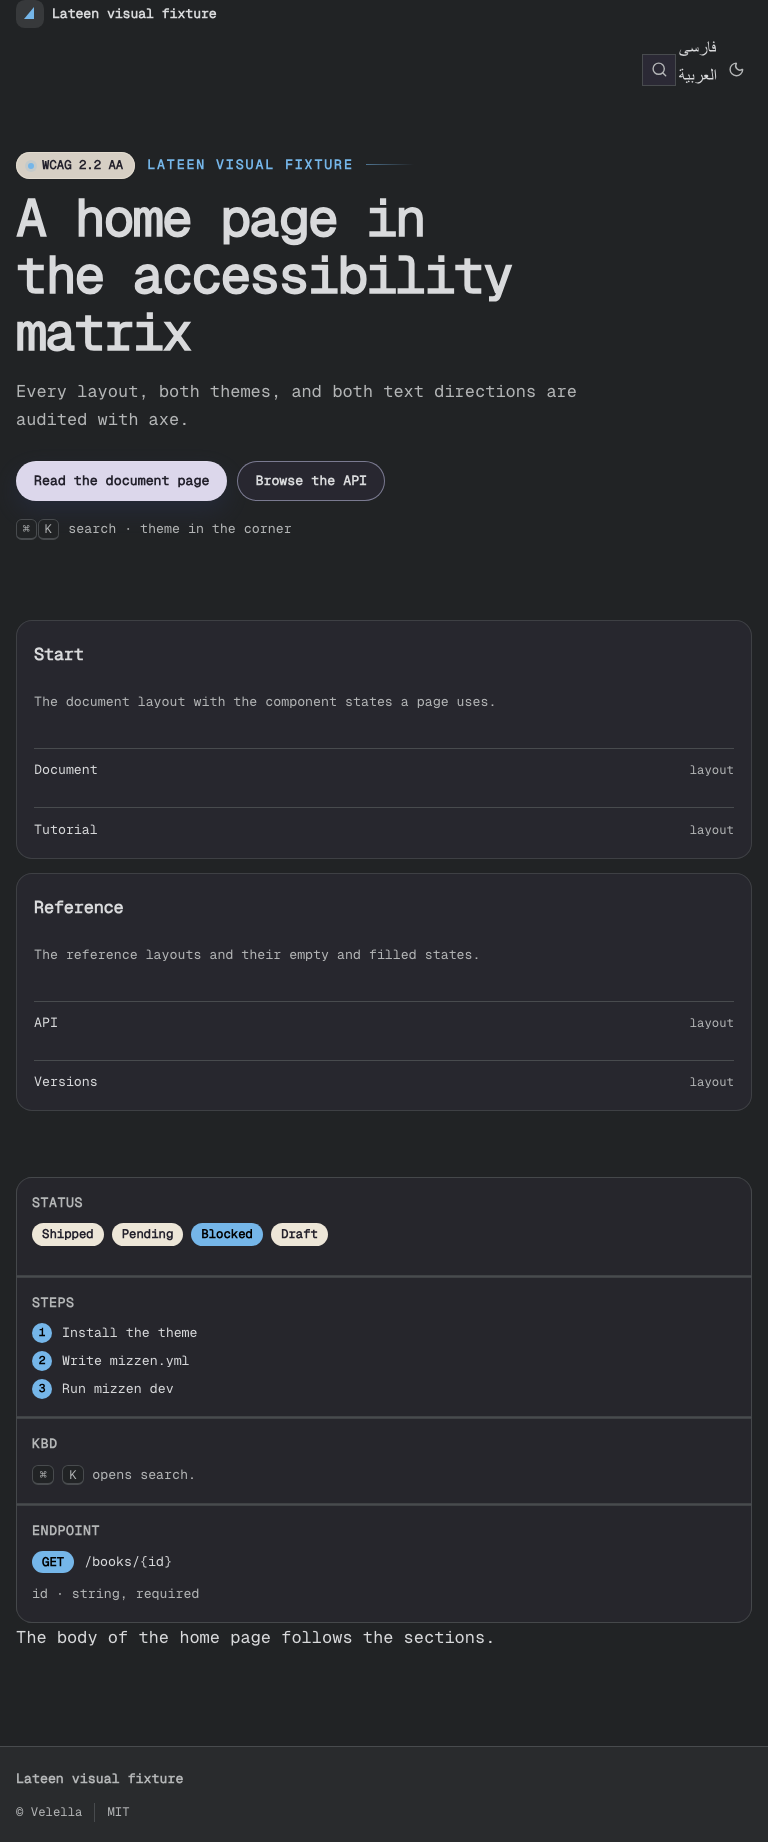 Lateen visual fixture
فارسی
العربية
WCAG 2.2 AA
LATEEN VISUAL FIXTURE
A home page in
the accessibility
matrix
Every layout, both themes, and both text directions are
audited with axe.
Read the document page
Browse the API
⌘ K search · theme in the corner
Start
The document layout with the component states a page uses.
Document layout
Tutorial layout
Reference
The reference layouts and their empty and filled states.
API layout
Versions layout
STATUS
Shipped Pending Blocked Draft
STEPS
1 Install the theme
2 Write mizzen.yml
3 Run mizzen dev
KBD
⌘ K opens search.
ENDPOINT
GET /books/{id}
id · string, required
The body of the home page follows the sections.
Lateen visual fixture
© Velella MIT